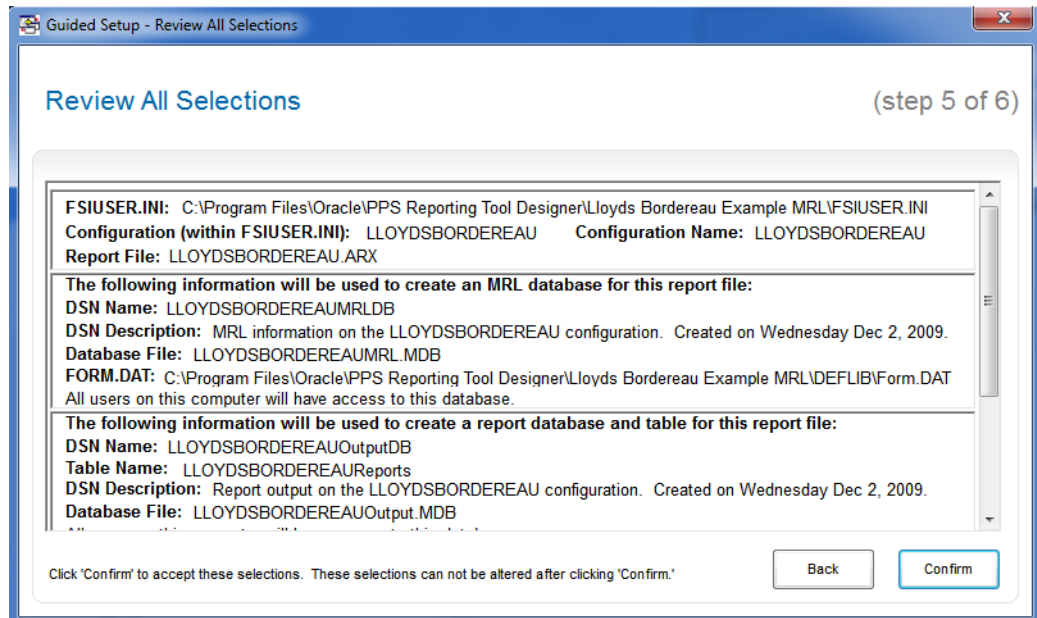 Guided Setup - Review All Selections
Review All Selections (step 5 of 6)
FSIUSER.INI: C:\Program Files\Oracle\PPS Reporting Tool Designer\Lloyds Bordereau Example MRL\FSIUSER.INI
Configuration (within FSIUSER.INI): LLOYDSBORDEREAU Configuration Name: LLOYDSBORDEREAU
Report File: LLOYDSBORDEREAU.ARX
The following information will be used to create an MRL database for this report file:
DSN Name: LLOYDSBORDEREAUMRLDB
DSN Description: MRL information on the LLOYDSBORDEREAU configuration. Created on Wednesday Dec 2, 2009.
Database File: LLOYDSBORDEREAUMRL.MDB
FORM.DAT: C:\Program Files\Oracle\PPS Reporting Tool Designer\Lloyds Bordereau Example MRL\DEFLIB\Form.DAT
All users on this computer will have access to this database.
The following information will be used to create a report database and table for this report file:
DSN Name: LLOYDSBORDEREAUOutputDB
Table Name: LLOYDSBORDEREAUReports
DSN Description: Report output on the LLOYDSBORDEREAU configuration. Created on Wednesday Dec 2, 2009.
Database File: LLOYDSBORDEREAUOutput.MDB
Click 'Confirm' to accept these selections. These selections can not be altered after clicking 'Confirm.'
Back Confirm